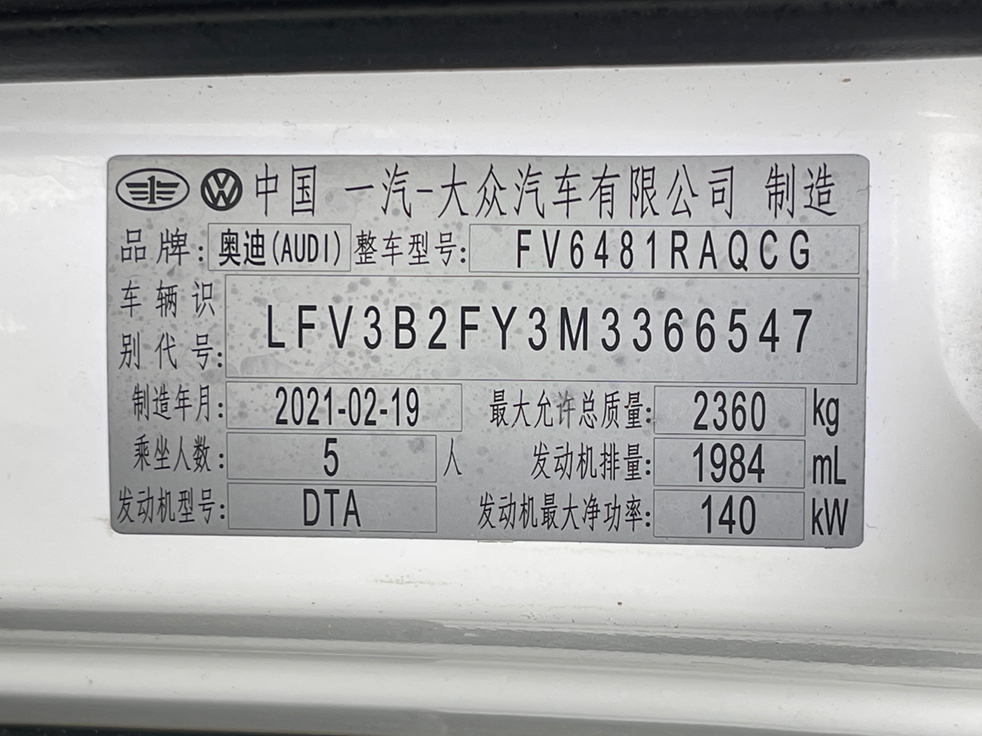 中国 一汽-大众汽车有限公司 制造
品牌: 奥迪(AUDI) 整车型号: FV6481RAQCG
车辆识别代号: LFV3B2FY3M3366547
制造年月: 2021-02-19 最大允许总质量: 2360 kg
乘坐人数: 5 人 发动机排量: 1984 mL
发动机型号: DTA 发动机最大净功率: 140 kW